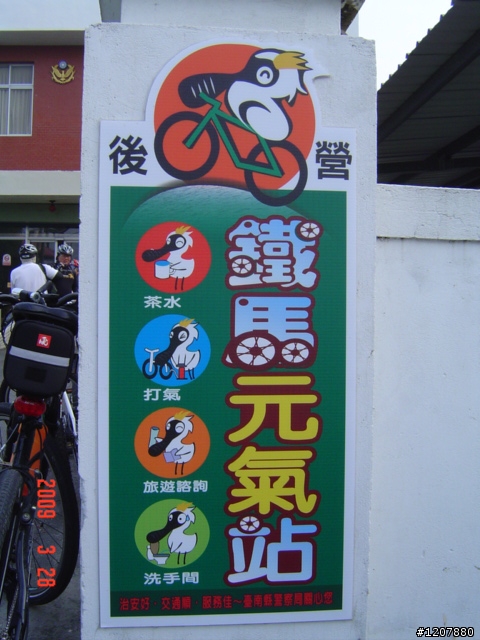 後營
鐵馬元氣站
茶水
打氣
旅遊諮詢
洗手間
治安好 交通順 服務佳~臺南縣警察局關心您
2009 3 28
#1207880